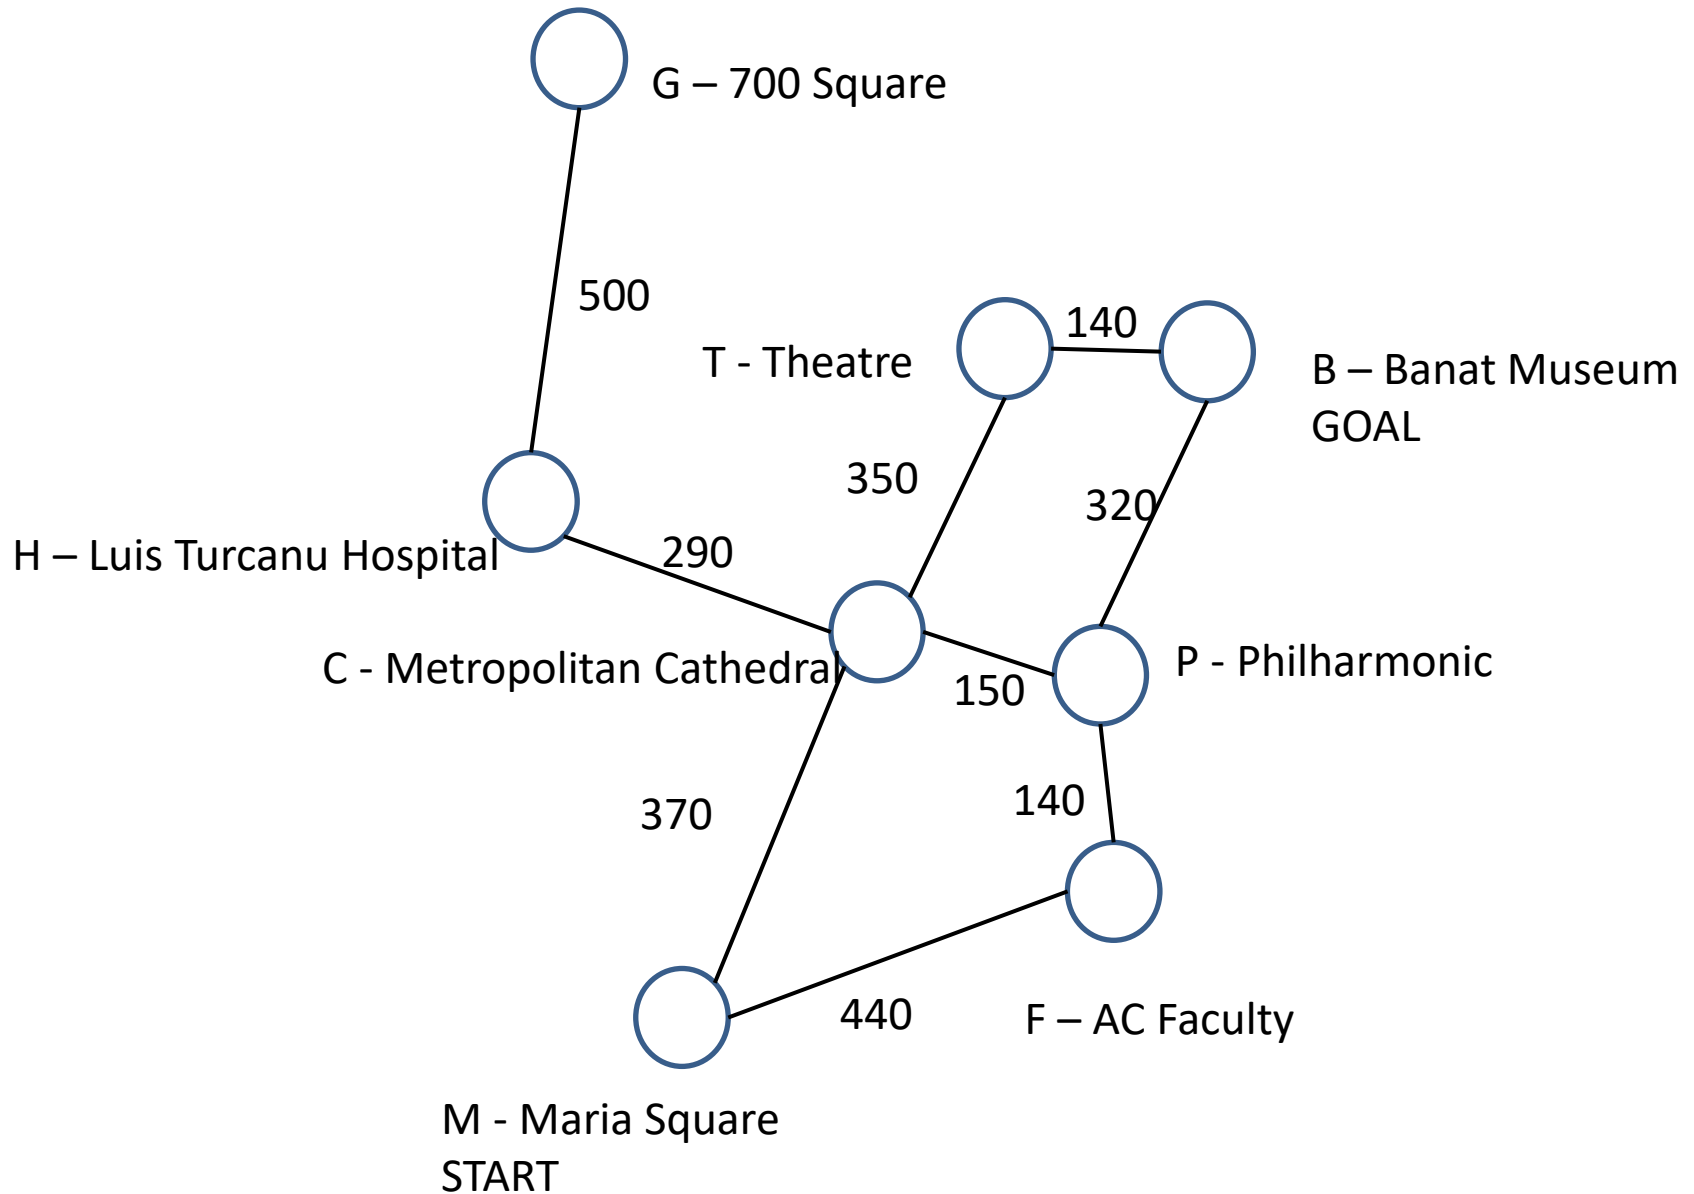 G – 700 Square
500
140
T - Theatre
B – Banat Museum
GOAL
350
320
H – Luis Turcanu Hospital
290
C - Metropolitan Cathedral
P - Philharmonic
150
370
140
440
F – AC Faculty
M - Maria Square
START